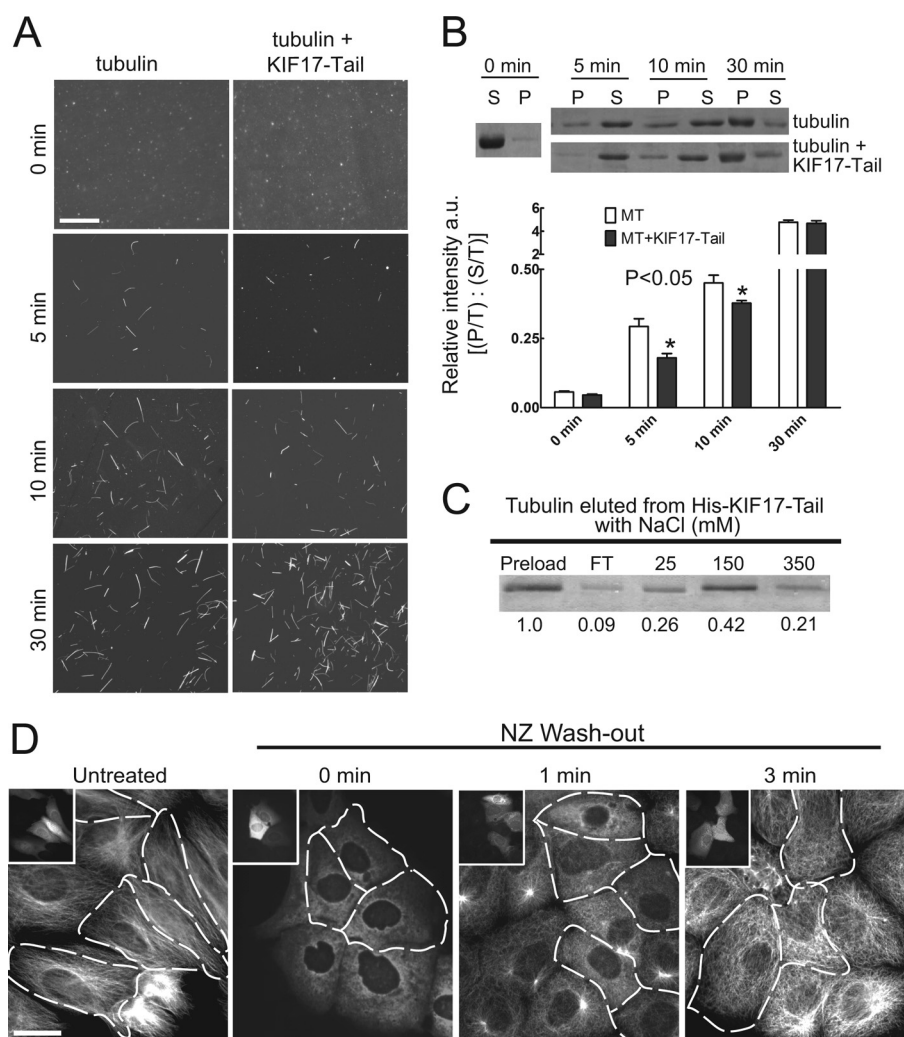 A
tubulin
tubulin +
KIF17-Tail
0 min
5 min
10 min
30 min
B
0 min 5 min 10 min 30 min
S P P S P S P S
tubulin
tubulin +
KIF17-Tail
Relative intensity a.u.
[(P/T) : (S/T)]
6
4
2
0.50
0.25
0.00
MT
MT+KIF17-Tail
P<0.05
*
*
0 min 5 min 10 min 30 min
C
Tubulin eluted from His-KIF17-Tail
with NaCl (mM)
Preload FT 25 150 350
1.0 0.09 0.26 0.42 0.21
D
NZ Wash-out
Untreated 0 min 1 min 3 min